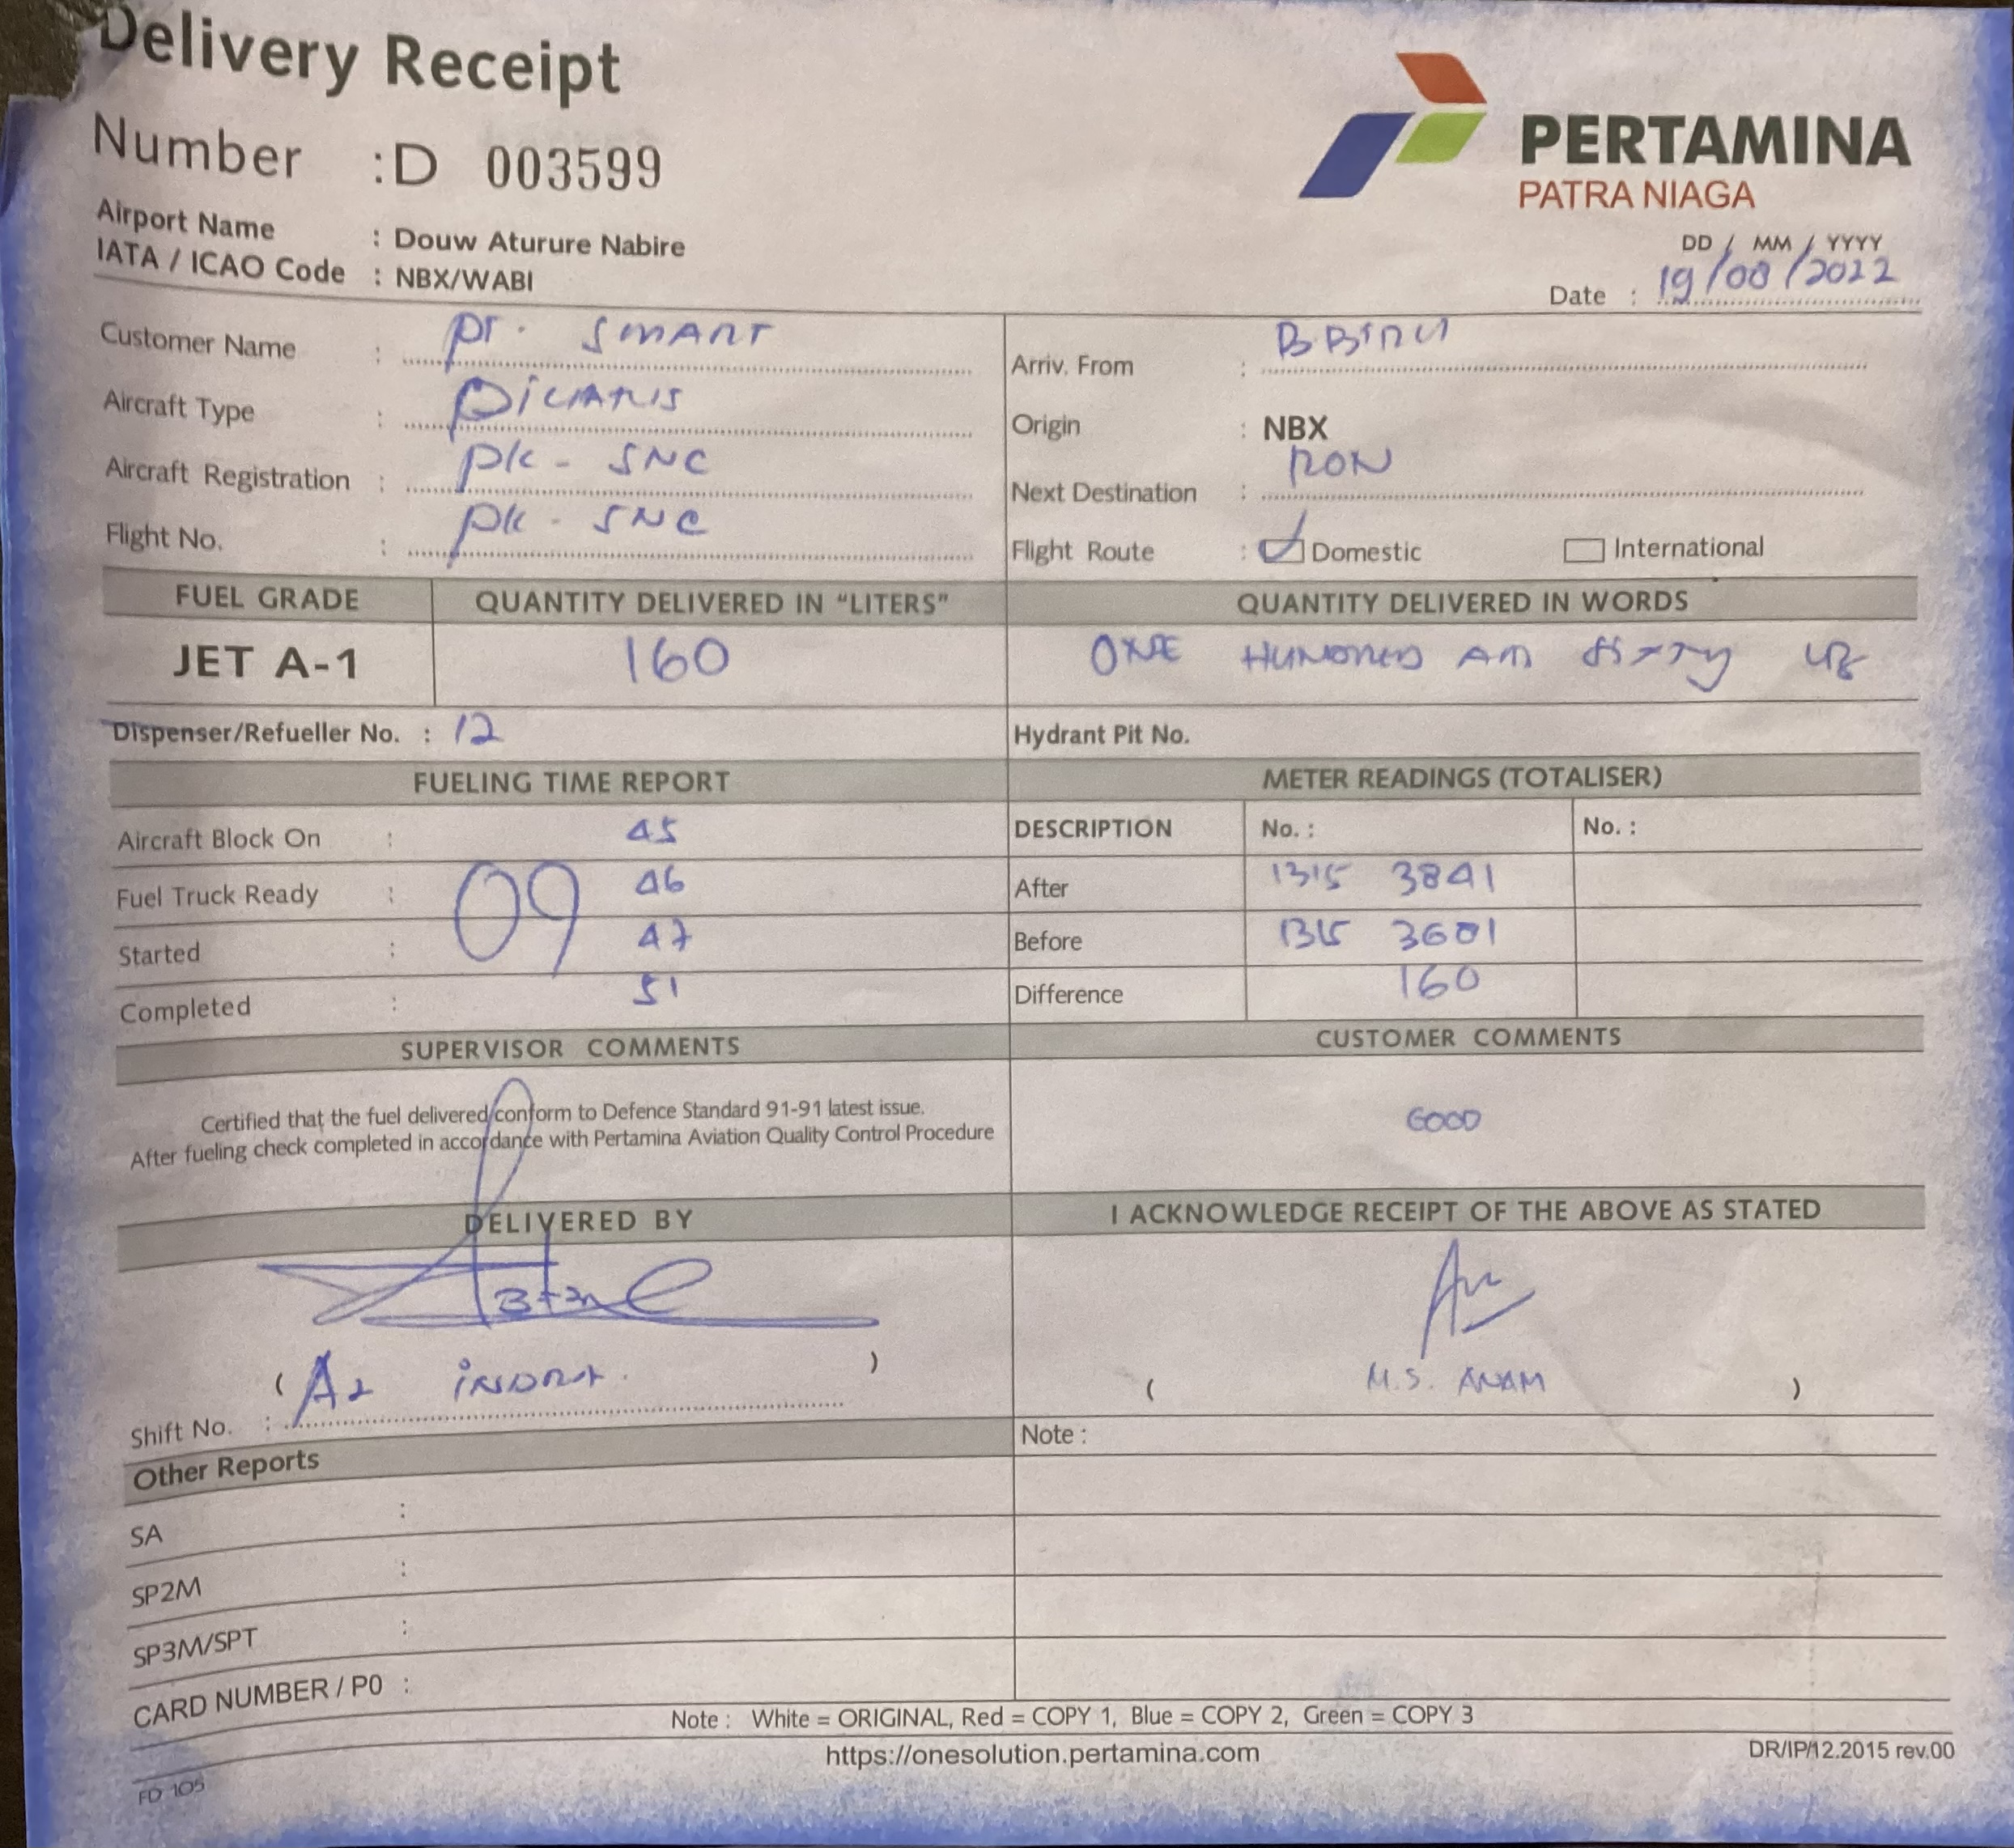 Delivery Receipt
Number : D 003599
PERTAMINA
PATRA NIAGA
Airport Name : Douw Aturure Nabire
IATA / ICAO Code : NBX/WABI
DD / MM / YYYY
Date : 19/08/2022
Customer Name : PT. SMART
Arriv. From :
Aircraft Type :
Origin : NBX
Aircraft Registration : PK - SNC
Next Destination : RON
Flight No. : PK - SNC
Flight Route : Domestic International
FUEL GRADE QUANTITY DELIVERED IN "LITERS" QUANTITY DELIVERED IN WORDS
JET A-1 160 ONE HUNDRED AND SIXTY
Dispenser/Refueller No. : 12 Hydrant Pit No.
FUELING TIME REPORT METER READINGS (TOTALISER)
Aircraft Block On : 45 DESCRIPTION No. : No. :
Fuel Truck Ready : 09 46 After 1315 3841
Started : 47 Before 1315 3681
Completed : 51 Difference 160
SUPERVISOR COMMENTS CUSTOMER COMMENTS
Certified that the fuel delivered conform to Defence Standard 91-91 latest issue.
After fueling check completed in accordance with Pertamina Aviation Quality Control Procedure
GOOD
DELIVERED BY I ACKNOWLEDGE RECEIPT OF THE ABOVE AS STATED
( INDRA ) ( M.S. ANAM )
Shift No. :
Note :
Other Reports
SA :
SP2M :
SP3M/SPT :
CARD NUMBER / P0 :
Note : White = ORIGINAL, Red = COPY 1, Blue = COPY 2, Green = COPY 3
https://onesolution.pertamina.com
DR/IP/12.2015 rev.00
FD 105